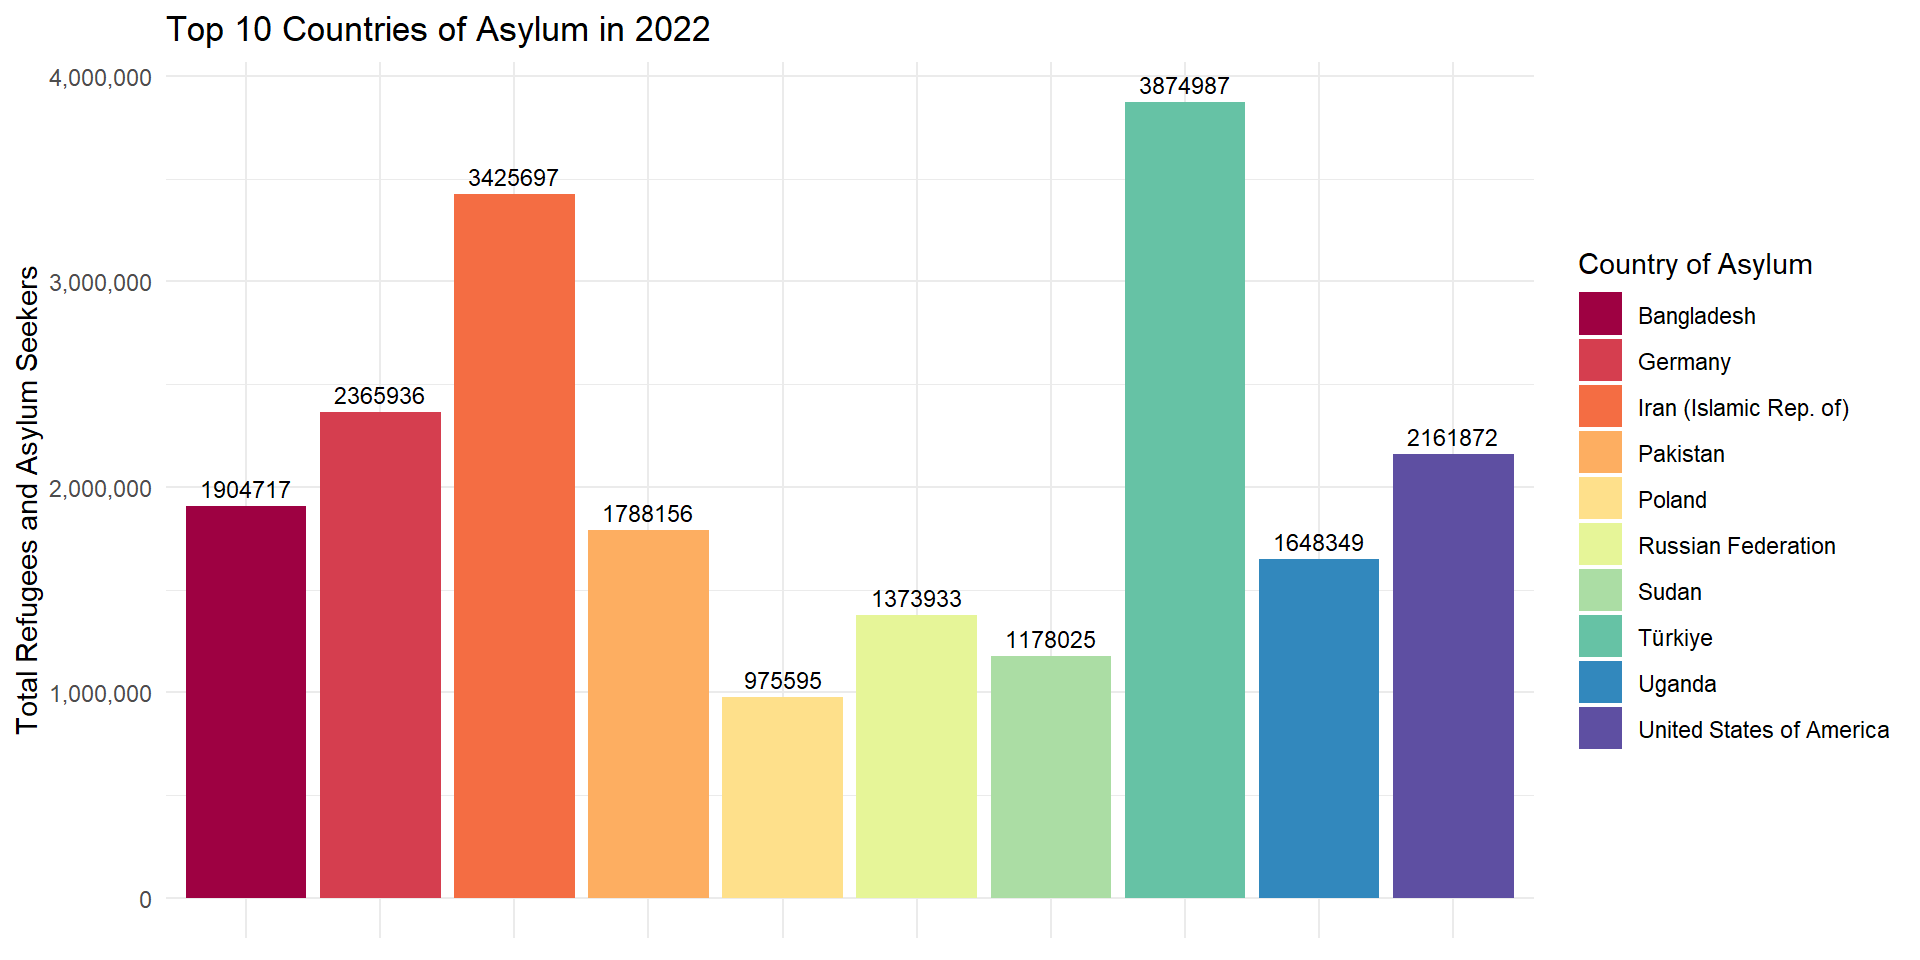 Top 10 Countries of Asylum in 2022
Total Refugees and Asylum Seekers
4,000,000
3,000,000
2,000,000
1,000,000
0
1904717
2365936
3425697
1788156
975595
1373933
1178025
3874987
1648349
2161872
Country of Asylum
Bangladesh
Germany
Iran (Islamic Rep. of)
Pakistan
Poland
Russian Federation
Sudan
Türkiye
Uganda
United States of America